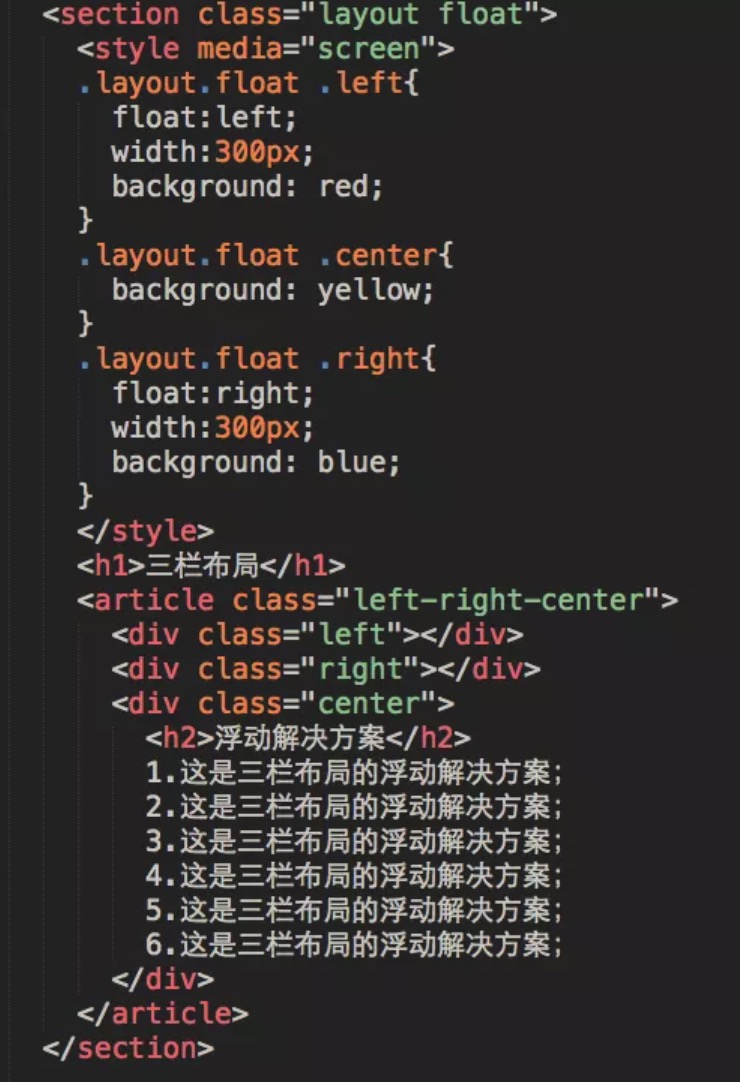 <section class="layout float">
<style media="screen">
.layout.float .left{
float:left;
width:300px;
background: red;
}
.layout.float .center{
background: yellow;
}
.layout.float .right{
float:right;
width:300px;
background: blue;
}
</style>
<h1>三栏布局</h1>
<article class="left-right-center">
<div class="left"></div>
<div class="right"></div>
<div class="center">
<h2>浮动解决方案</h2>
1.这是三栏布局的浮动解决方案;
2.这是三栏布局的浮动解决方案;
3.这是三栏布局的浮动解决方案;
4.这是三栏布局的浮动解决方案;
5.这是三栏布局的浮动解决方案;
6.这是三栏布局的浮动解决方案;
</div>
</article>
</section>